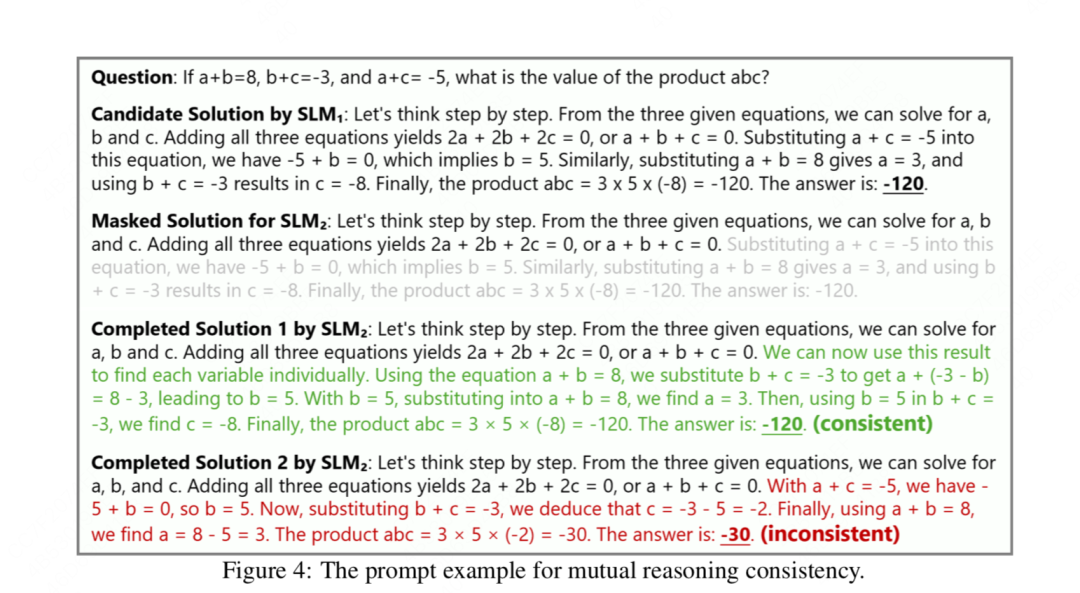 Question: If a+b=8, b+c=-3, and a+c= -5, what is the value of the product abc?
Candidate Solution by SLM₁: Let's think step by step. From the three given equations, we can solve for a,
b and c. Adding all three equations yields 2a + 2b + 2c = 0, or a + b + c = 0. Substituting a + c = -5 into
this equation, we have -5 + b = 0, which implies b = 5. Similarly, substituting a + b = 8 gives a = 3, and
using b + c = -3 results in c = -8. Finally, the product abc = 3 x 5 x (-8) = -120. The answer is: -120.
Masked Solution for SLM₂: Let's think step by step. From the three given equations, we can solve for a, b
and c. Adding all three equations yields 2a + 2b + 2c = 0, or a + b + c = 0. Substituting a + c = -5 into this
equation, we have -5 + b = 0, which implies b = 5. Similarly, substituting a + b = 8 gives a = 3, and using b
+ c = -3 results in c = -8. Finally, the product abc = 3 x 5 x (-8) = -120. The answer is: -120.
Completed Solution 1 by SLM₂: Let's think step by step. From the three given equations, we can solve for
a, b and c. Adding all three equations yields 2a + 2b + 2c = 0, or a + b + c = 0. We can now use this result
to find each variable individually. Using the equation a + b = 8, we substitute b + c = -3 to get a + (-3 - b)
= 8 - 3, leading to b = 5. With b = 5, substituting into a + b = 8, we find a = 3. Then, using b = 5 in b + c =
-3, we find c = -8. Finally, the product abc = 3 × 5 × (-8) = -120. The answer is: -120. (consistent)
Completed Solution 2 by SLM₂: Let's think step by step. From the three given equations, we can solve for
a, b, and c. Adding all three equations yields 2a + 2b + 2c = 0, or a + b + c = 0. With a + c = -5, we have -
5 + b = 0, so b = 5. Now, substituting b + c = -3, we deduce that c = -3 - 5 = -2. Finally, using a + b = 8,
we find a = 8 - 5 = 3. The product abc = 3 × 5 × (-2) = -30. The answer is: -30. (inconsistent)
Figure 4: The prompt example for mutual reasoning consistency.